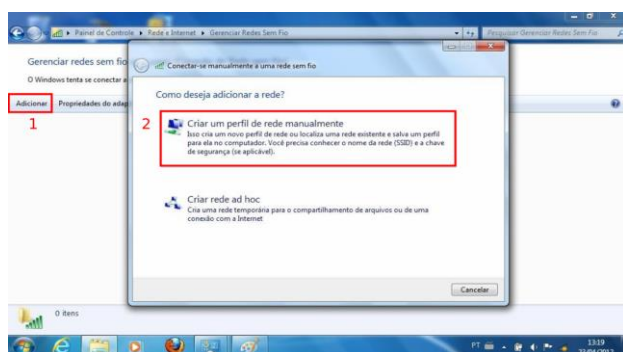 Painel de Controle ▸ Rede e Internet ▸ Gerenciar Redes Sem Fio
Pesquisar Gerenciar Redes Sem Fio
Gerenciar redes sem fio
O Windows tenta se conectar a
Adicionar Propriedades do adap
1
Conectar-se manualmente a uma rede sem fio
Como deseja adicionar a rede?
2
Criar um perfil de rede manualmente
Isso cria um novo perfil de rede ou localiza uma rede existente e salva um perfil
para ela no computador. Você precisa conhecer o nome da rede (SSID) e a chave
de segurança (se aplicável).
Criar rede ad hoc
Cria uma rede temporária para o compartilhamento de arquivos ou de uma
conexão com a Internet
Cancelar
0 itens
PT
13:19
23/04/2012